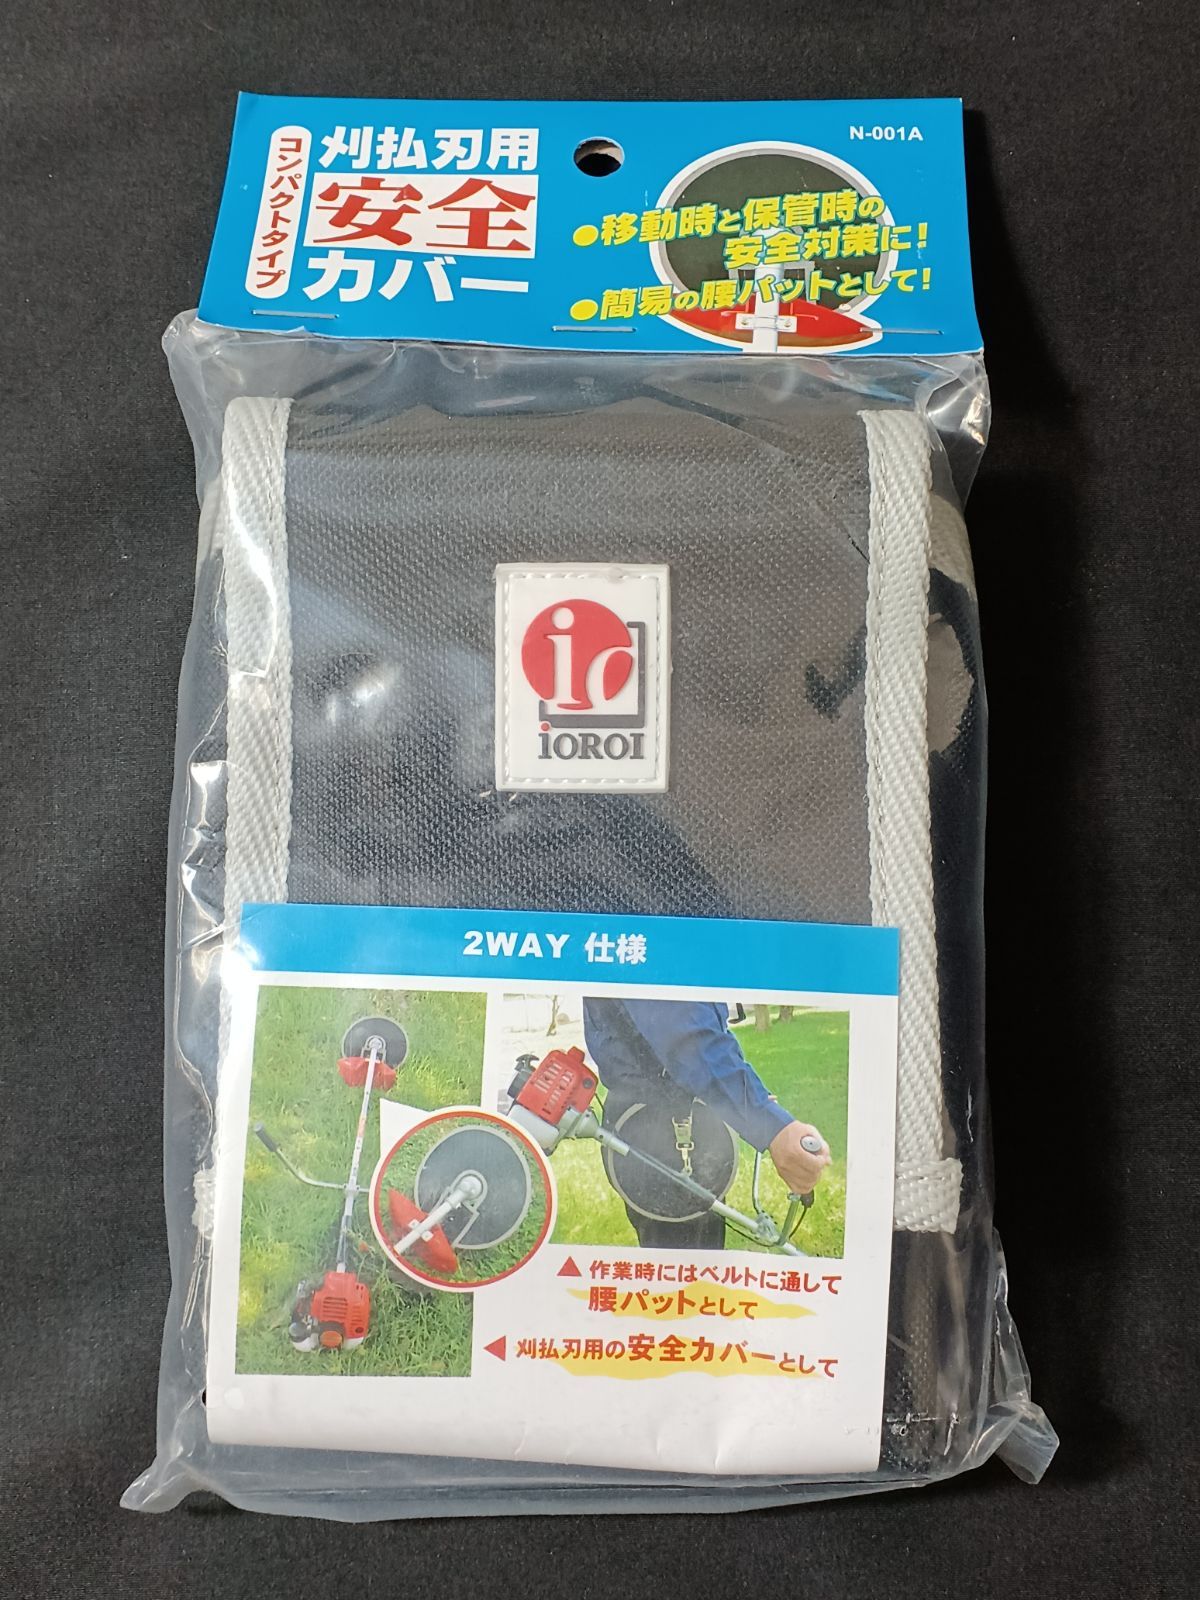 コンパクトタイプ
刈払刃用
安全
カバー
N-001A
●移動時と保管時の
安全対策に!
●簡易の腰パットとして!
io
iOROI
2WAY 仕様
▲作業時にはベルトに通して
腰パットとして
◀刈払刃用の安全カバーとして